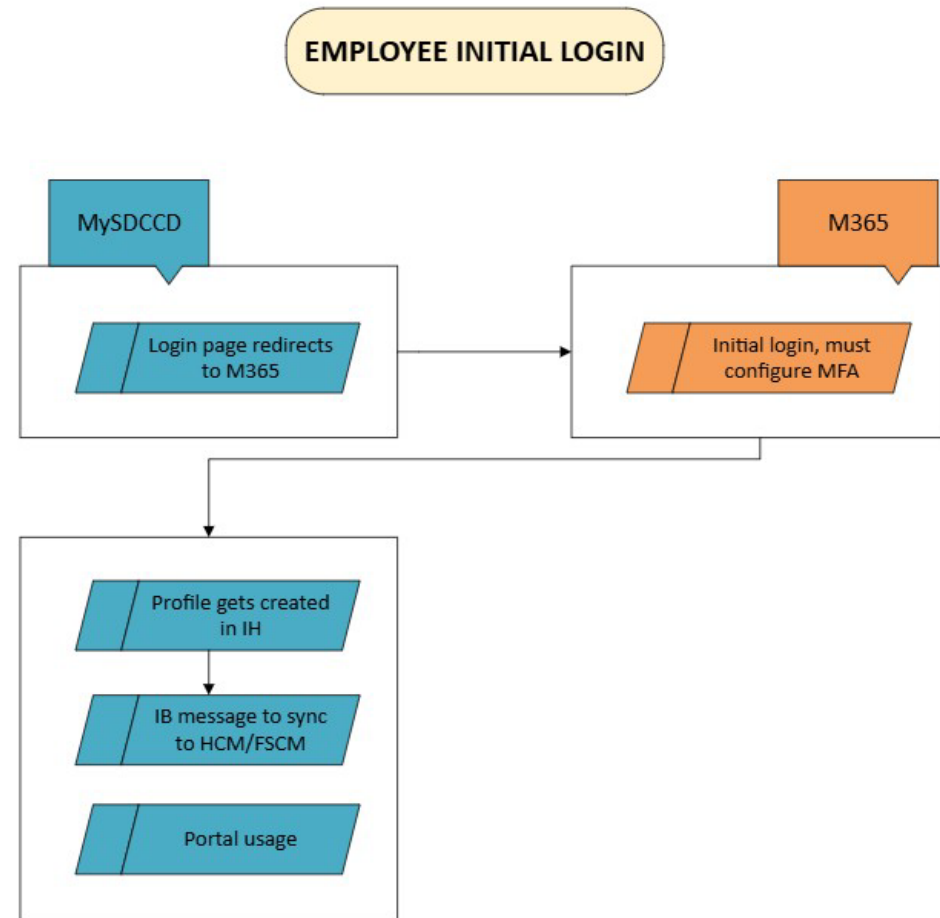 EMPLOYEE INITIAL LOGIN
MySDCCD
M365
Login page redirects
to M365
Initial login, must
configure MFA
Profile gets created
in IH
IB message to sync
to HCM/FSCM
Portal usage